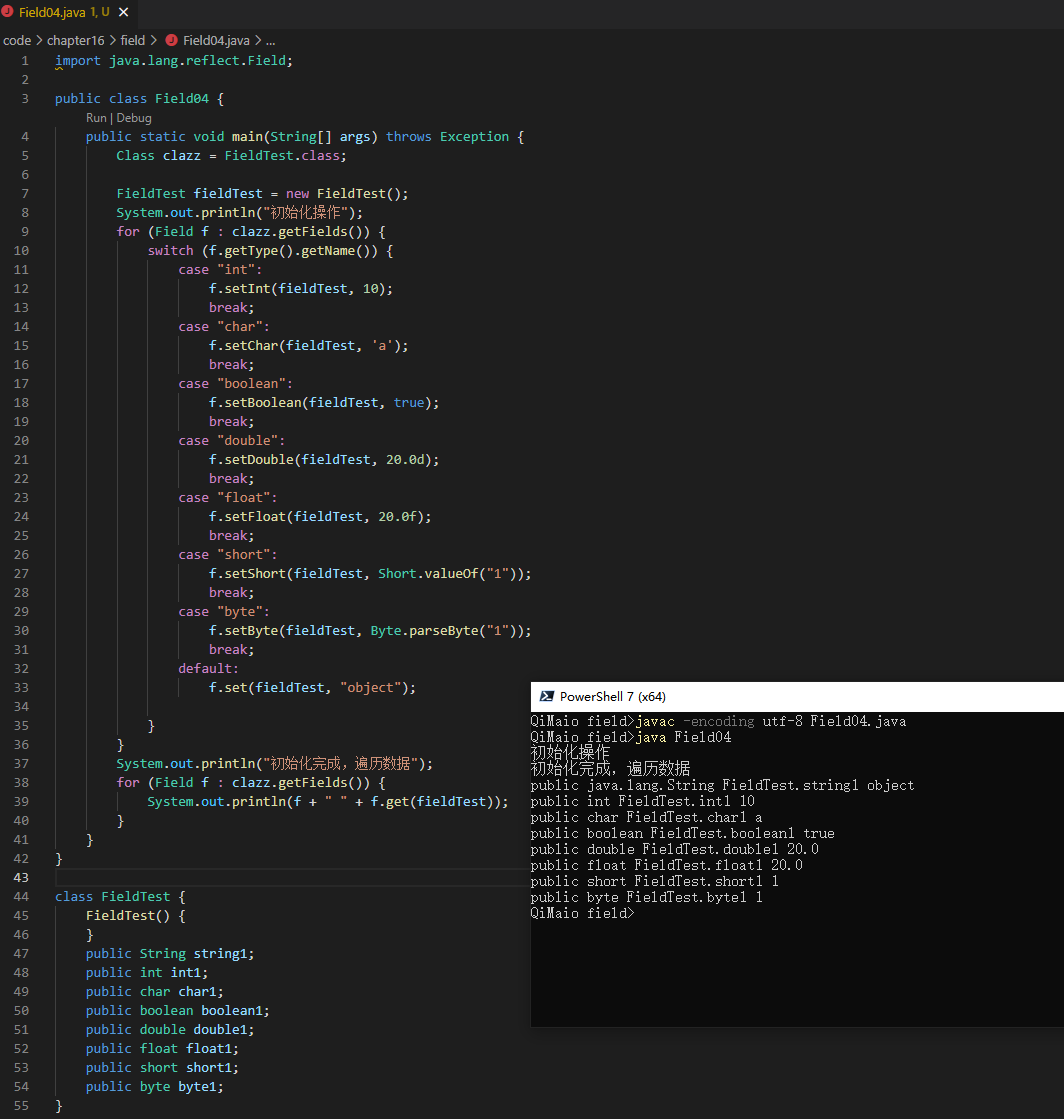 Field04.java 1, U ×
code > chapter16 > field > Field04.java > ...
1 import java.lang.reflect.Field;
2
3 public class Field04 {
Run | Debug
4 public static void main(String[] args) throws Exception {
5 Class clazz = FieldTest.class;
6
7 FieldTest fieldTest = new FieldTest();
8 System.out.println("初始化操作");
9 for (Field f : clazz.getFields()) {
10 switch (f.getType().getName()) {
11 case "int":
12 f.setInt(fieldTest, 10);
13 break;
14 case "char":
15 f.setChar(fieldTest, 'a');
16 break;
17 case "boolean":
18 f.setBoolean(fieldTest, true);
19 break;
20 case "double":
21 f.setDouble(fieldTest, 20.0d);
22 break;
23 case "float":
24 f.setFloat(fieldTest, 20.0f);
25 break;
26 case "short":
27 f.setShort(fieldTest, Short.valueOf("1"));
28 break;
29 case "byte":
30 f.setByte(fieldTest, Byte.parseByte("1"));
31 break;
32 default:
33 f.set(fieldTest, "object");
34
35 }
36 }
37 System.out.println("初始化完成，遍历数据");
38 for (Field f : clazz.getFields()) {
39 System.out.println(f + " " + f.get(fieldTest));
40 }
41 }
42 }
43
44 class FieldTest {
45 FieldTest() {
46 }
47 public String string1;
48 public int int1;
49 public char char1;
50 public boolean boolean1;
51 public double double1;
52 public float float1;
53 public short short1;
54 public byte byte1;
55 }
PowerShell 7 (x64)
QiMaio field>javac -encoding utf-8 Field04.java
QiMaio field>java Field04
初始化操作
初始化完成，遍历数据
public java.lang.String FieldTest.string1 object
public int FieldTest.int1 10
public char FieldTest.char1 a
public boolean FieldTest.boolean1 true
public double FieldTest.double1 20.0
public float FieldTest.float1 20.0
public short FieldTest.short1 1
public byte FieldTest.byte1 1
QiMaio field>